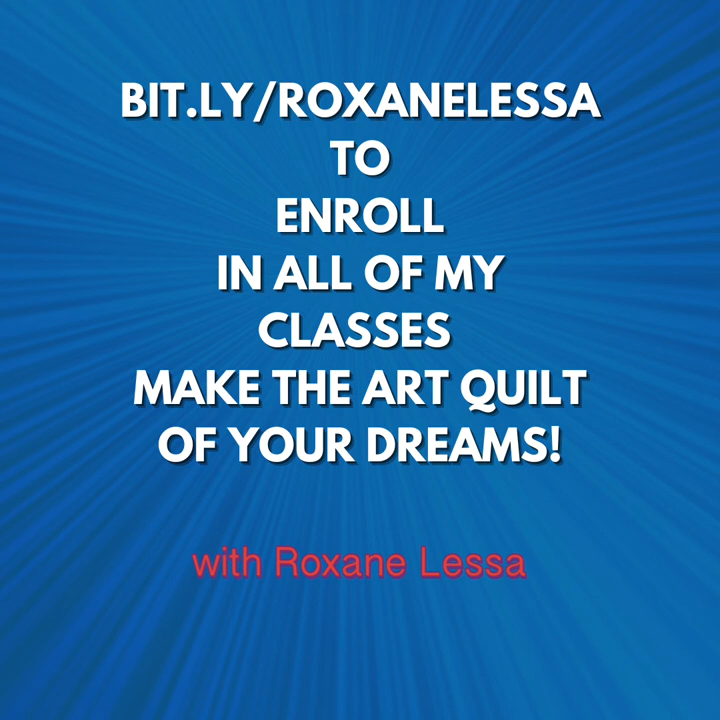 BIT.LY/ROXANELESSA
TO
ENROLL
IN ALL OF MY
CLASSES
MAKE THE ART QUILT
OF YOUR DREAMS!
with Roxane Lessa